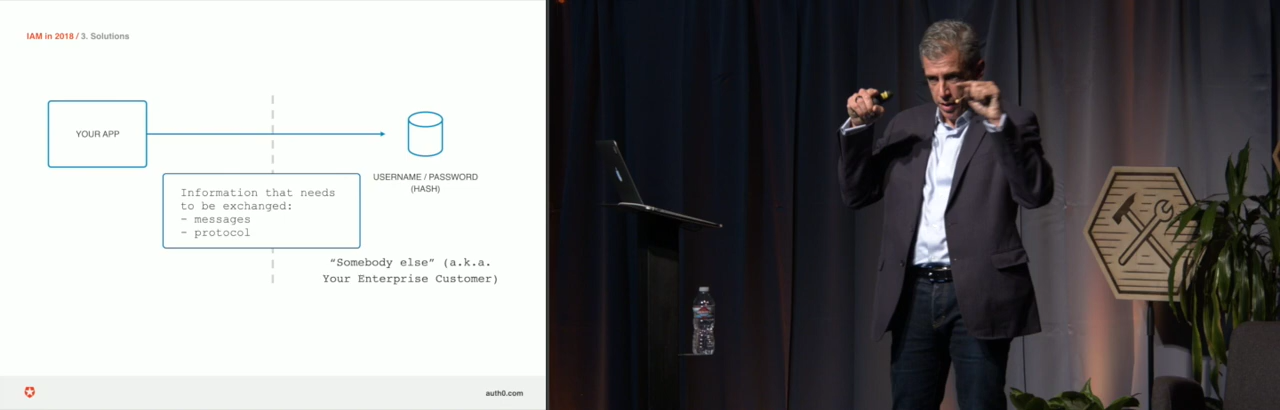 IAM in 2018 / 3. Solutions
YOUR APP
USERNAME / PASSWORD
(HASH)
Information that needs
to be exchanged:
- messages
- protocol
“Somebody else” (a.k.a.
Your Enterprise Customer)
auth0.com